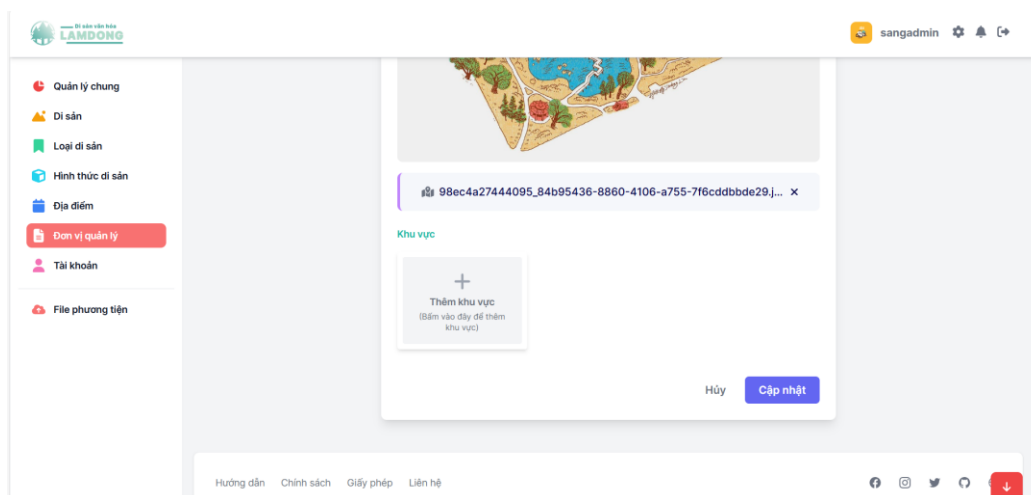 Di sản văn hóa
LAMDONG
sangadmin
Quản lý chung
Di sản
Loại di sản
Hình thức di sản
Địa điểm
Đơn vị quản lý
Tài khoản
File phương tiện
98ec4a27444095_84b95436-8860-4106-a755-7f6cddbbde29.j...
Khu vực
Thêm khu vực
(Bấm vào đây để thêm
khu vực)
Hủy
Cập nhật
Hướng dẫn Chính sách Giấy phép Liên hệ